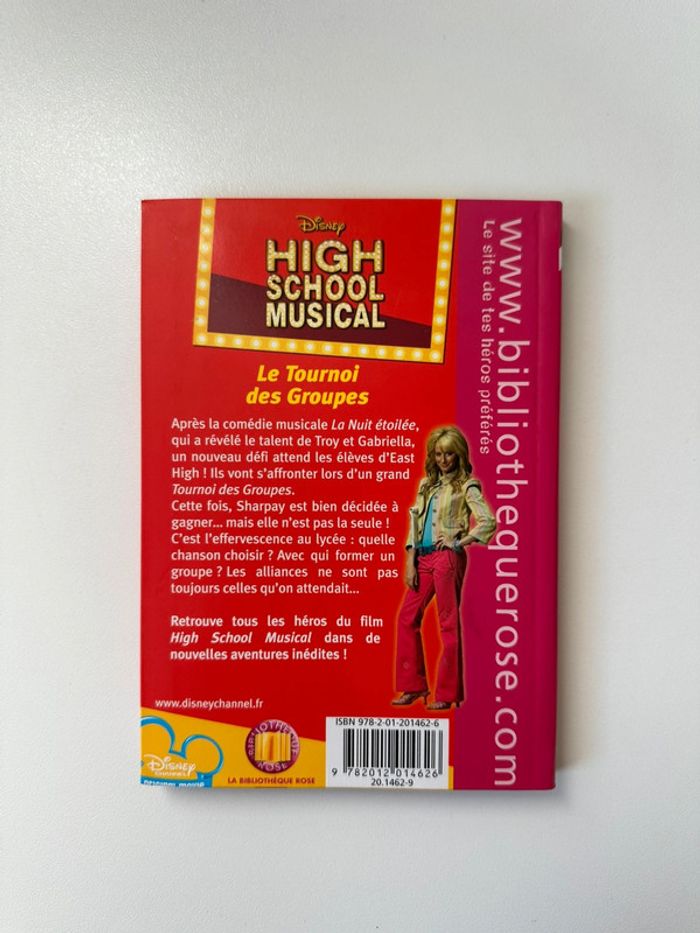 Disney
HIGH
SCHOOL
MUSICAL
Le Tournoi
des Groupes
Après la comédie musicale La Nuit étoilée,
qui a révélé le talent de Troy et Gabriella,
un nouveau défi attend les élèves d'East
High ! Ils vont s'affronter lors d'un grand
Tournoi des Groupes.
Cette fois, Sharpay est bien décidée à
gagner... mais elle n'est pas la seule !
C'est l'effervescence au lycée : quelle
chanson choisir ? Avec qui former un
groupe ? Les alliances ne sont pas
toujours celles qu'on attendait...
Retrouve tous les héros du film
High School Musical dans de
nouvelles aventures inédites !
www.disneychannel.fr
Disney
CHANNEL
ORIGINAL MOVIE
BIBLIOTHÈQUE
ROSE
LA BIBLIOTHÈQUE ROSE
ISBN 978-2-01-201462-6
9 782012 014626
20.1462-9
www.bibliothequerose.com
Le site de tes héros préférés